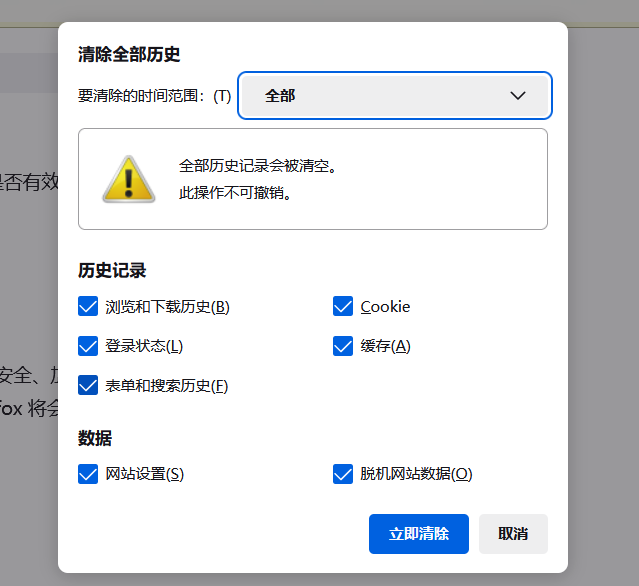 清除全部历史
要清除的时间范围：(T) 全部
全部历史记录会被清空。
是否有效
此操作不可撤销。
历史记录
浏览和下载历史(B) Cookie
登录状态(L) 缓存(A)
安全、
表单和搜索历史(F)
fox 将会
数据
网站设置(S) 脱机网站数据(O)
立即清除 取消